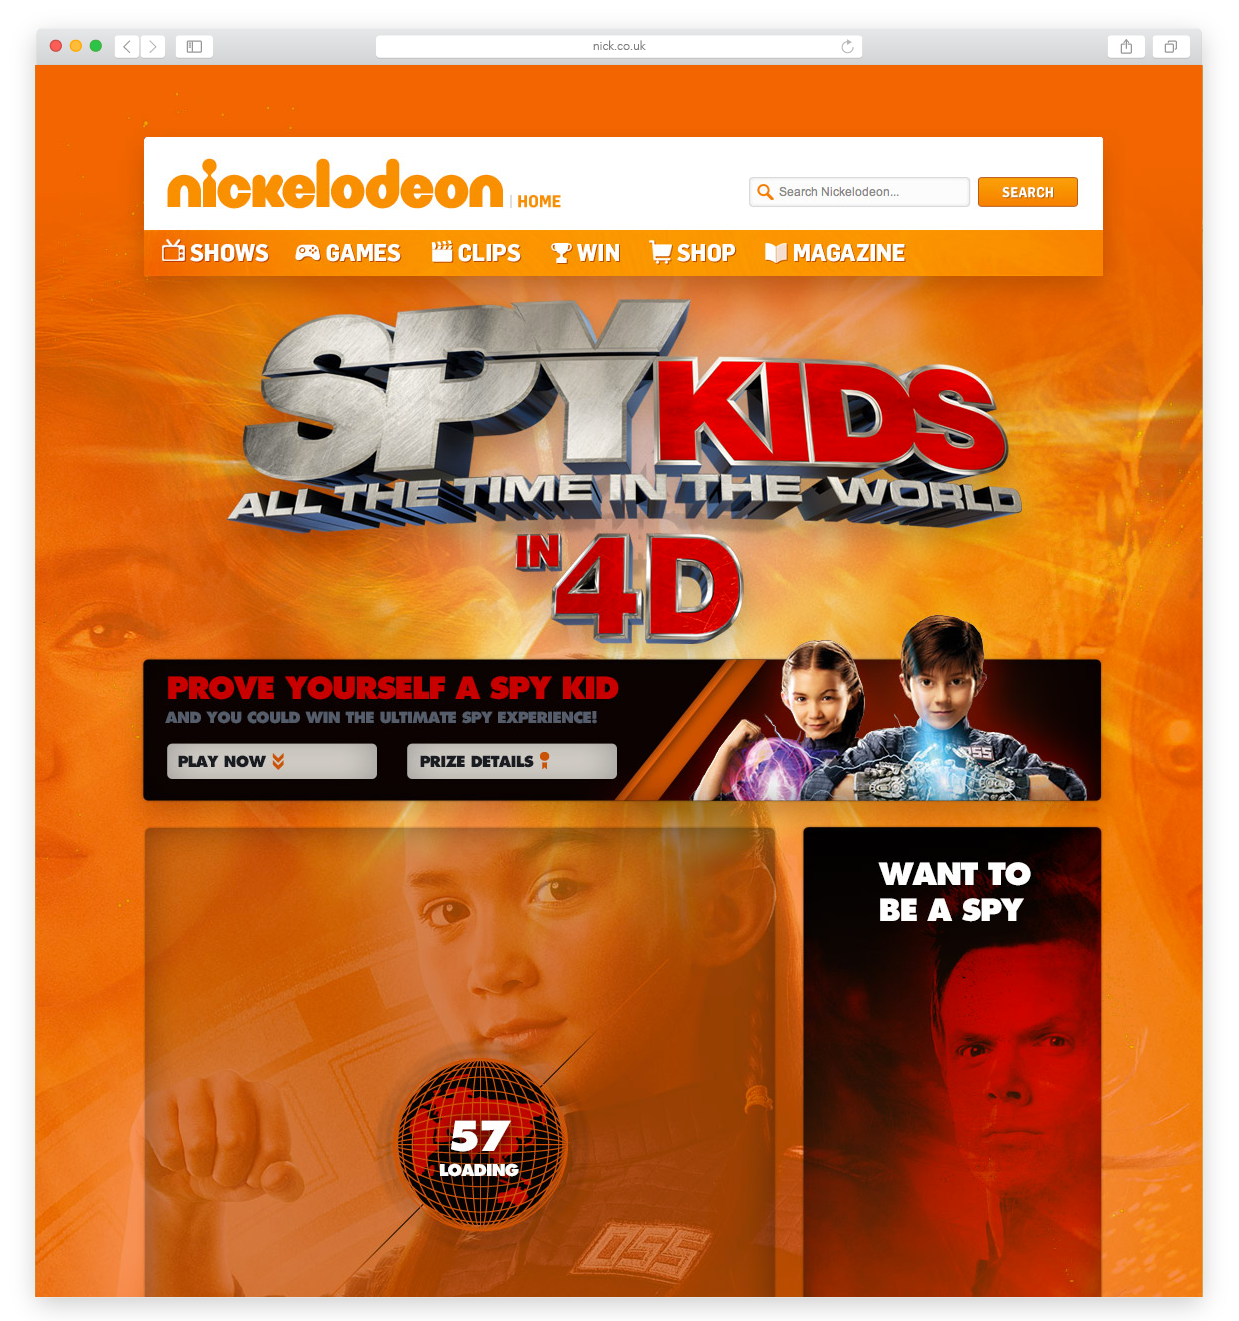 nick.co.uk
nickelodeon | HOME
Search Nickelodeon...
SEARCH
SHOWS
GAMES
CLIPS
WIN
SHOP
MAGAZINE
SPY KIDS
ALL THE TIME IN THE WORLD
IN 4D
PROVE YOURSELF A SPY KID
AND YOU COULD WIN THE ULTIMATE SPY EXPERIENCE!
PLAY NOW
PRIZE DETAILS
OSS
WANT TO
BE A SPY
57
LOADING
OSS